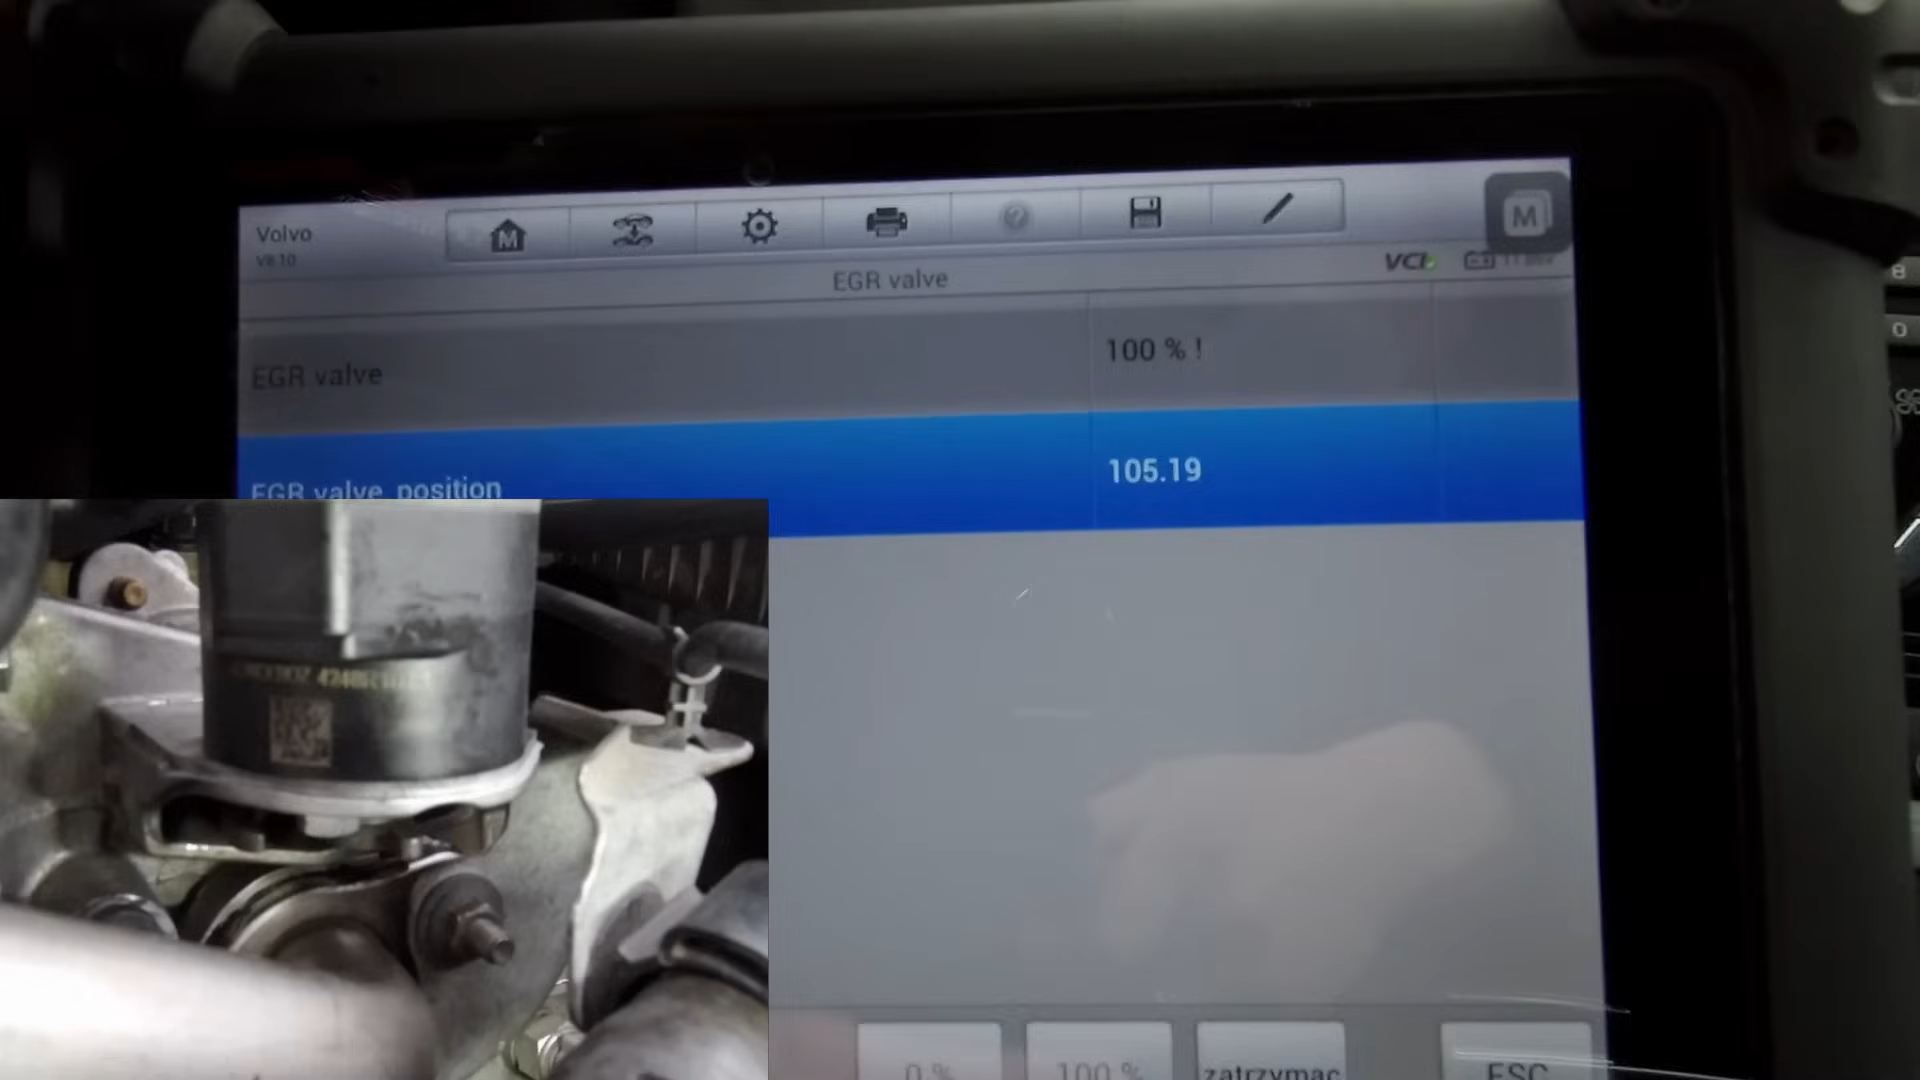 Volvo
V8.10
M
M
VCI
EGR valve
EGR valve
100 % !
EGR valve position
105.19
0 %
100 %
zatrzymac
ESC